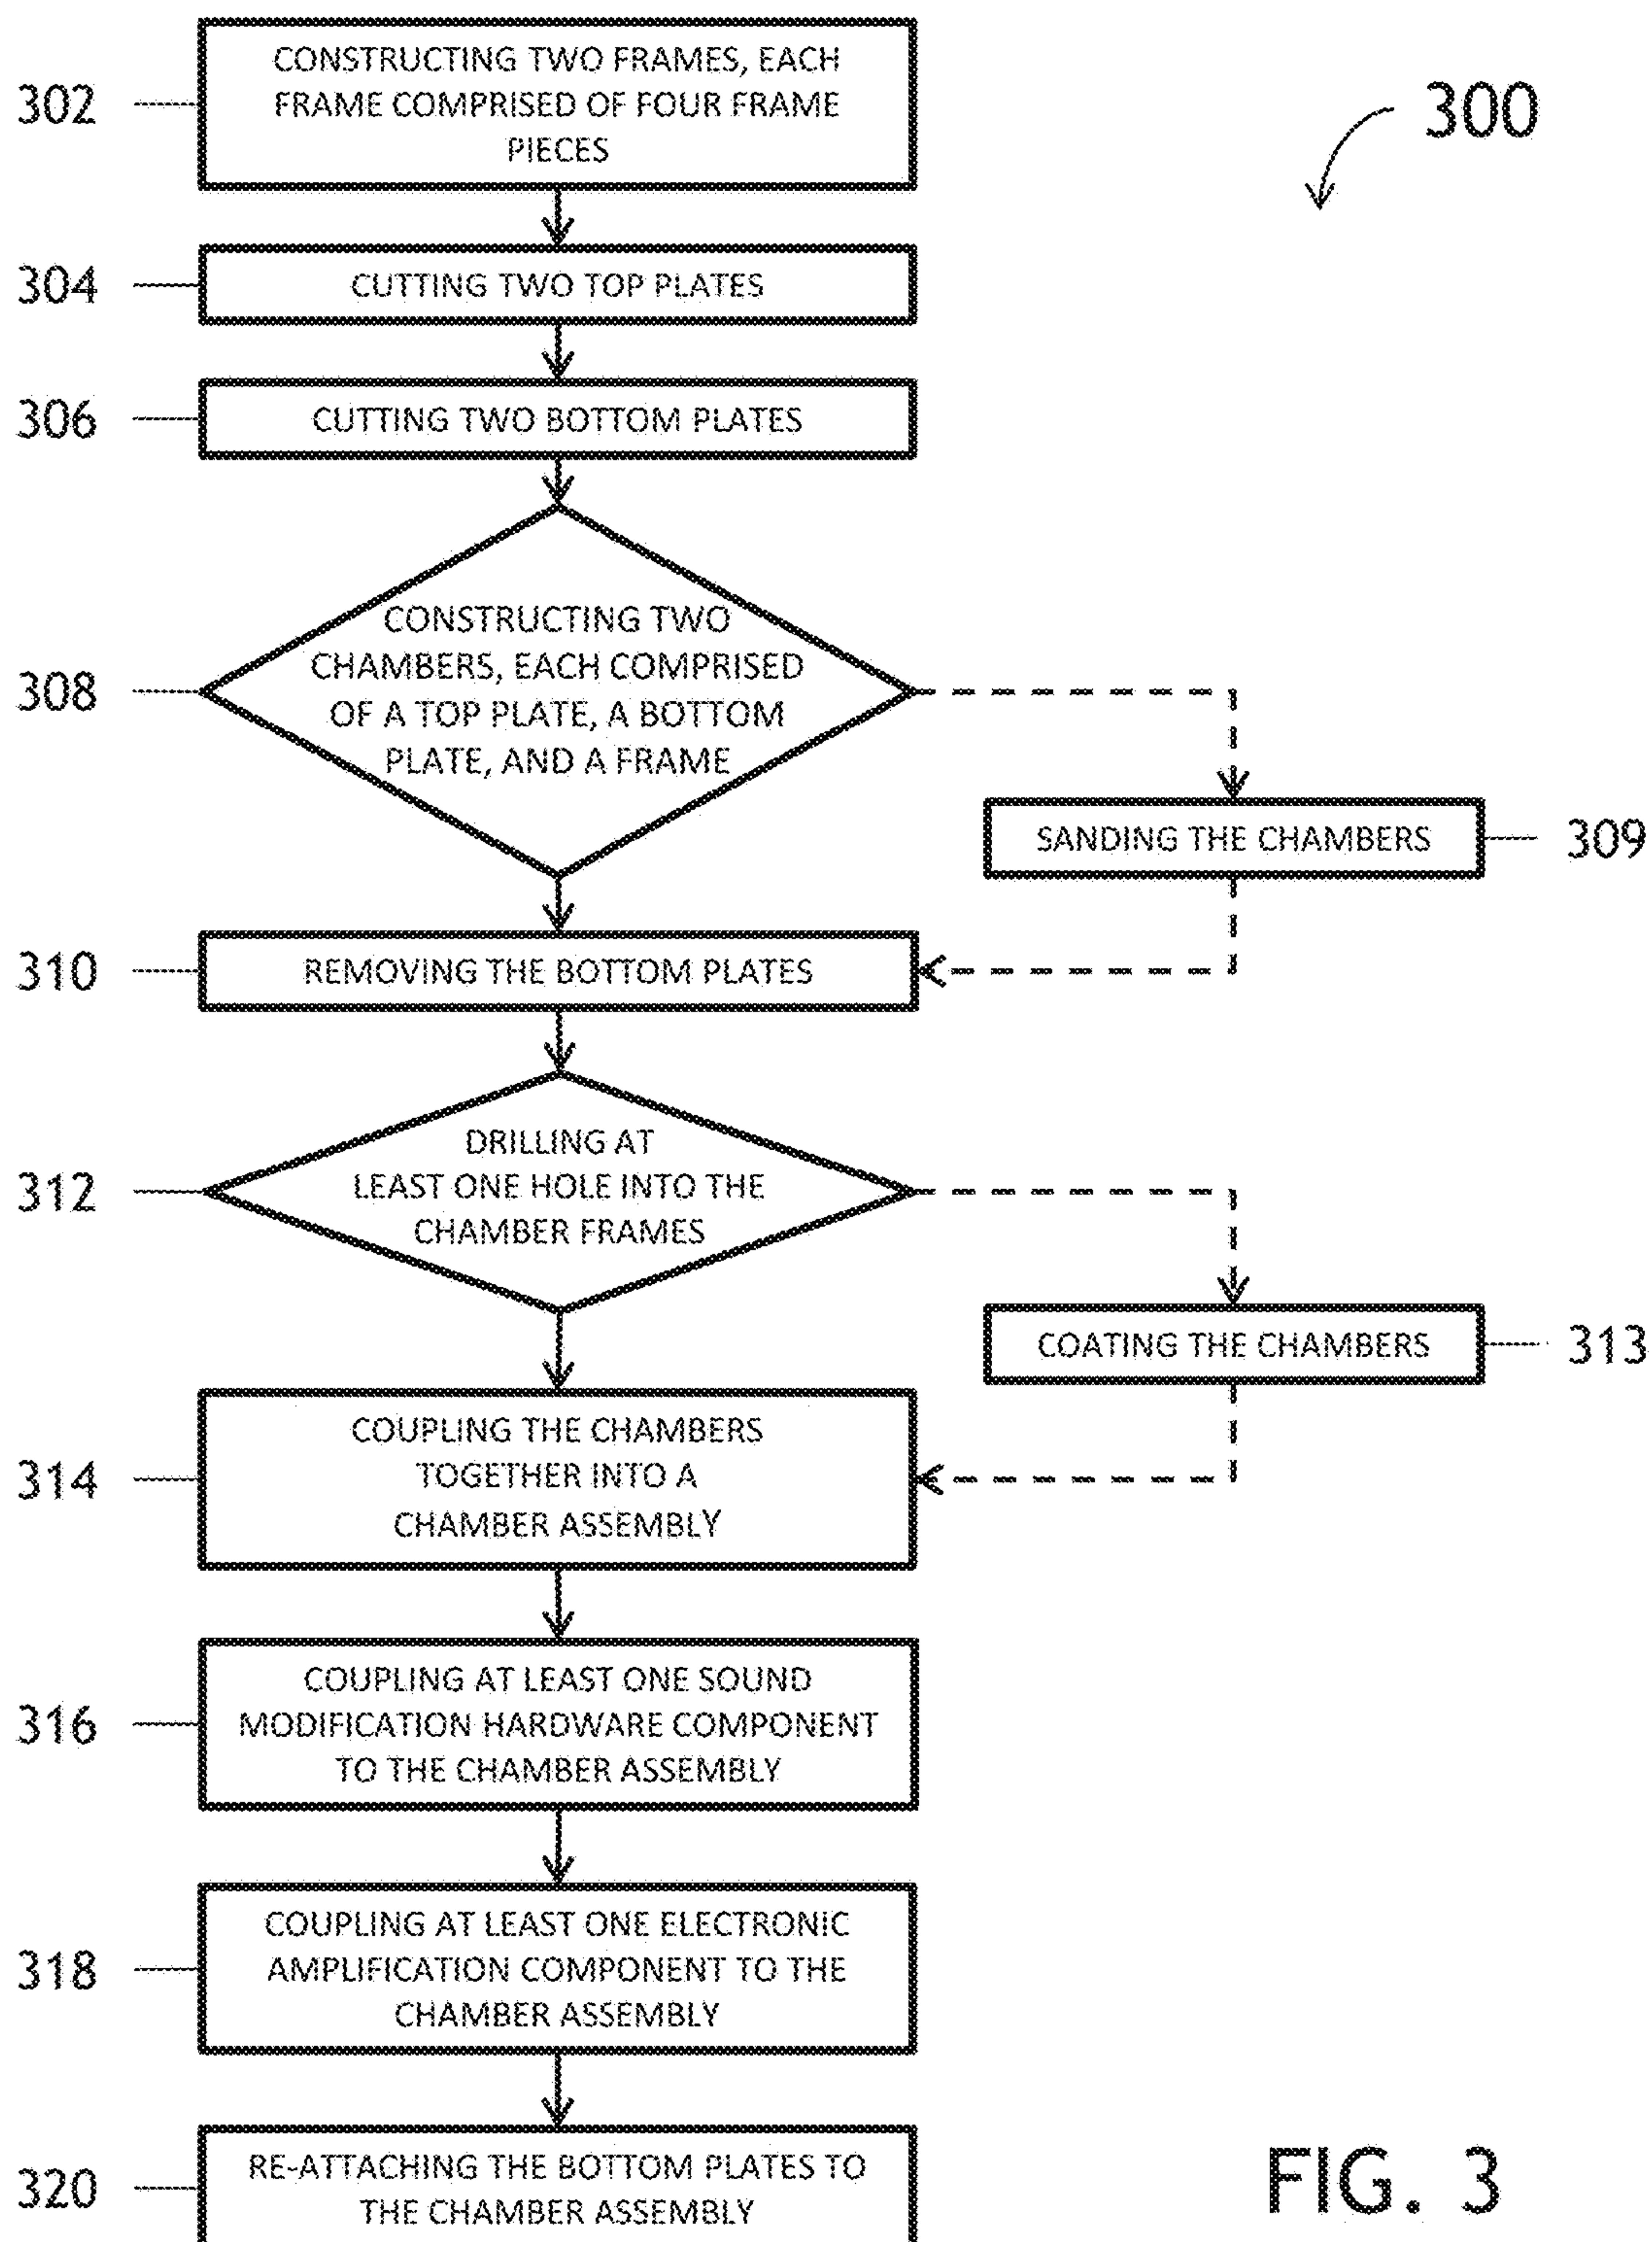 302
CONSTRUCTING TWO FRAMES, EACH
FRAME COMPRISED OF FOUR FRAME
PIECES
300
304
CUTTING TWO TOP PLATES
306
CUTTING TWO BOTTOM PLATES
308
CONSTRUCTING TWO
CHAMBERS, EACH COMPRISED
OF A TOP PLATE, A BOTTOM
PLATE, AND A FRAME
SANDING THE CHAMBERS
309
310
REMOVING THE BOTTOM PLATES
312
DRILLING AT
LEAST ONE HOLE INTO THE
CHAMBER FRAMES
COATING THE CHAMBERS
313
314
COUPLING THE CHAMBERS
TOGETHER INTO A
CHAMBER ASSEMBLY
316
COUPLING AT LEAST ONE SOUND
MODIFICATION HARDWARE COMPONENT
TO THE CHAMBER ASSEMBLY
318
COUPLING AT LEAST ONE ELECTRONIC
AMPLIFICATION COMPONENT TO THE
CHAMBER ASSEMBLY
320
RE-ATTACHING THE BOTTOM PLATES TO
THE CHAMBER ASSEMBLY
FIG. 3